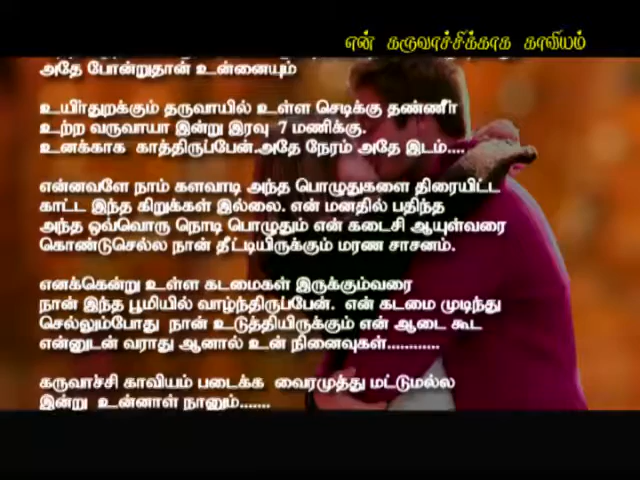 என் கருவாச்சிக்காக காவியம்
அதே போன்றுதான் உன்னையும்
உயிர்துறக்கும் தருவாயில் உள்ள செடிக்கு தண்ணீர்
உற்ற வருவாயா இன்று இரவு 7 மணிக்கு.
உனக்காக காத்திருப்பேன்.அதே நேரம் அதே இடம்....
என்னவளே நாம் களவாடி அந்த பொழுதுகளை திரையிட்ட
காட்ட இந்த கிறுக்கள் இல்லை. என் மனதில் பதிந்த
அந்த ஒவ்வொரு நொடி பொழுதும் என் கடைசி ஆயுள்வரை
கொண்டுசெல்ல நான் தீட்டியிருக்கும் மரண சாசனம்.
எனக்கென்று உள்ள கடமைகள் இருக்கும்வரை
நான் இந்த பூமியில் வாழ்ந்திருப்பேன். என் கடமை முடிந்து
செல்லும்போது நான் உடுத்தியிருக்கும் என் ஆடை கூட
என்னுடன் வராது ஆனால் உன் நினைவுகள்............
கருவாச்சி காவியம் படைக்க வைரமுத்து மட்டுமல்ல
இன்று உன்னாள் நானும்.......